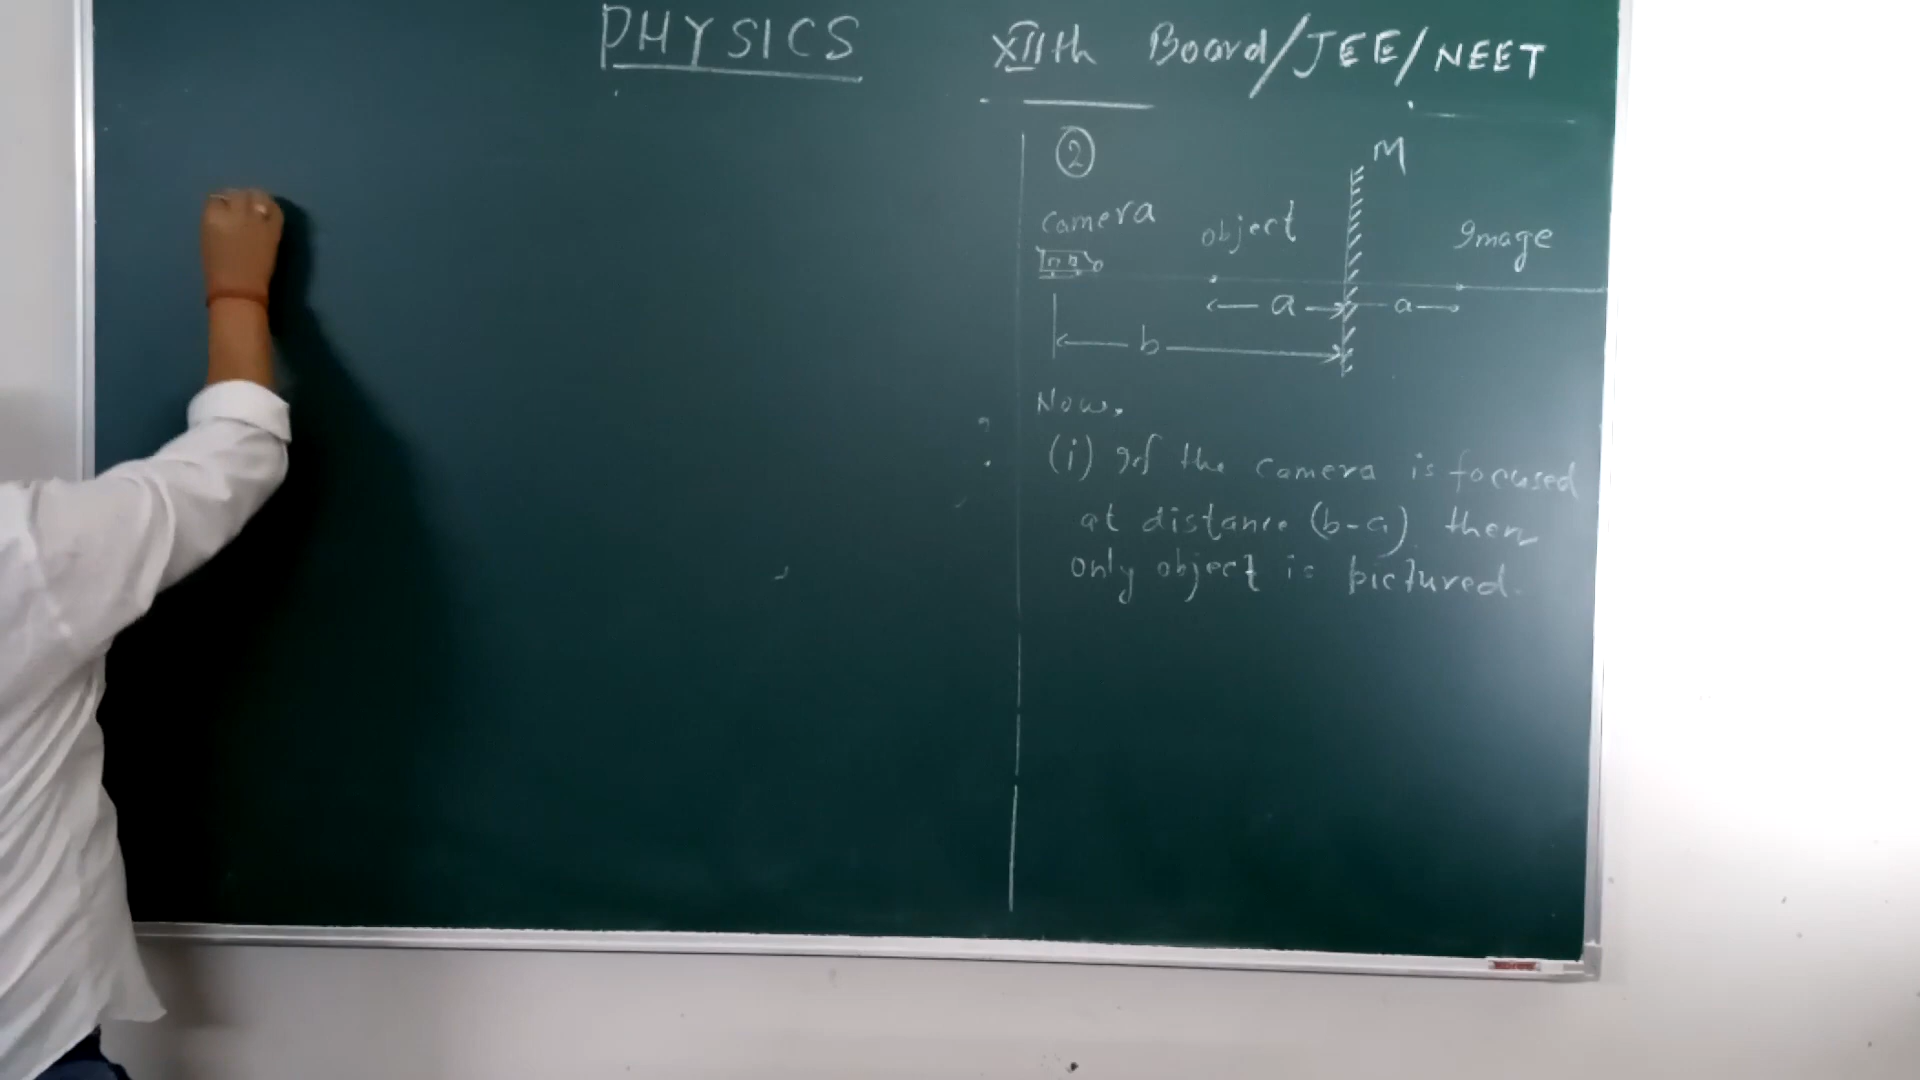 PHYSICS XIIth Board/JEE/NEET
②
M
camera object Image
a a
b
Now,
(i) If the camera is focused
at distance (b-a) then
only object is pictured.